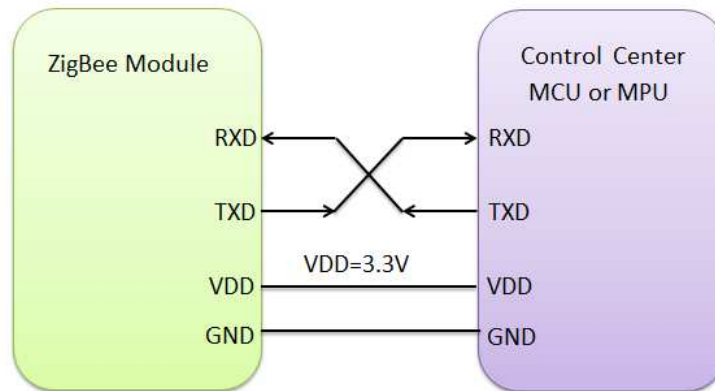 ZigBee Module
Control Center
MCU or MPU
RXD
RXD
TXD
TXD
VDD=3.3V
VDD
VDD
GND
GND